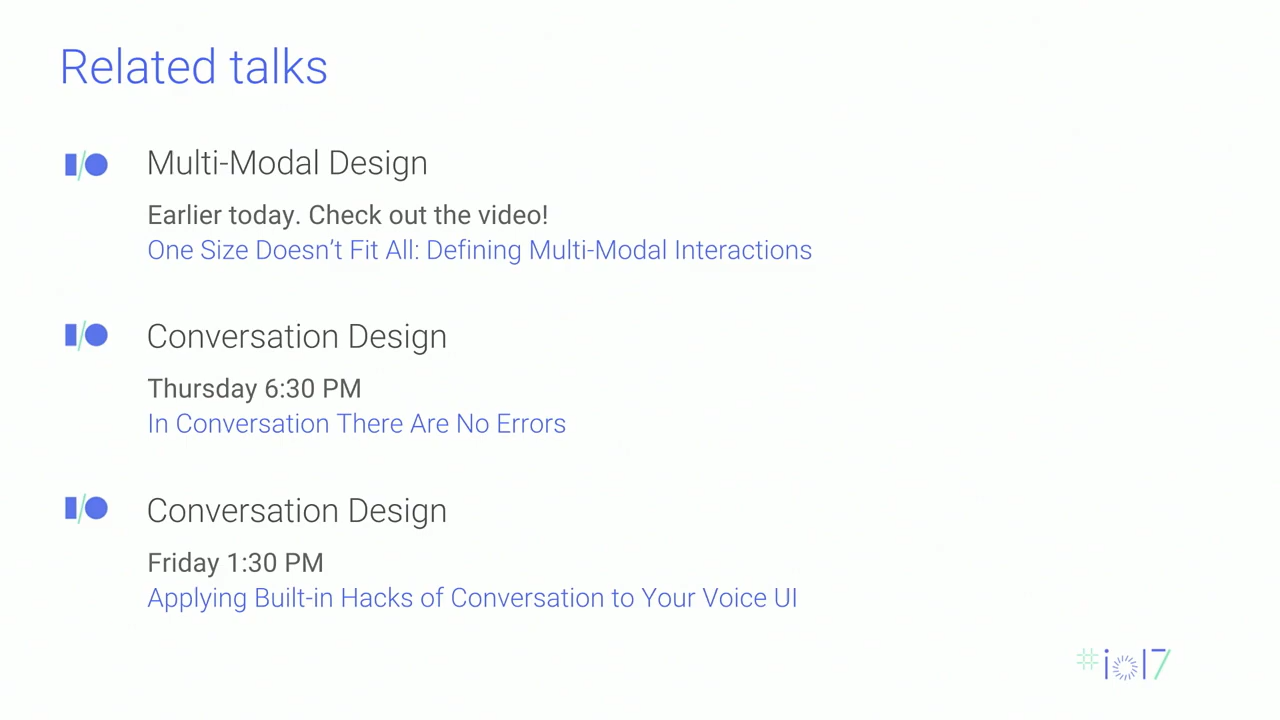 Related talks
I/O Multi-Modal Design
Earlier today. Check out the video!
One Size Doesn't Fit All: Defining Multi-Modal Interactions
I/O Conversation Design
Thursday 6:30 PM
In Conversation There Are No Errors
I/O Conversation Design
Friday 1:30 PM
Applying Built-in Hacks of Conversation to Your Voice UI
#io17